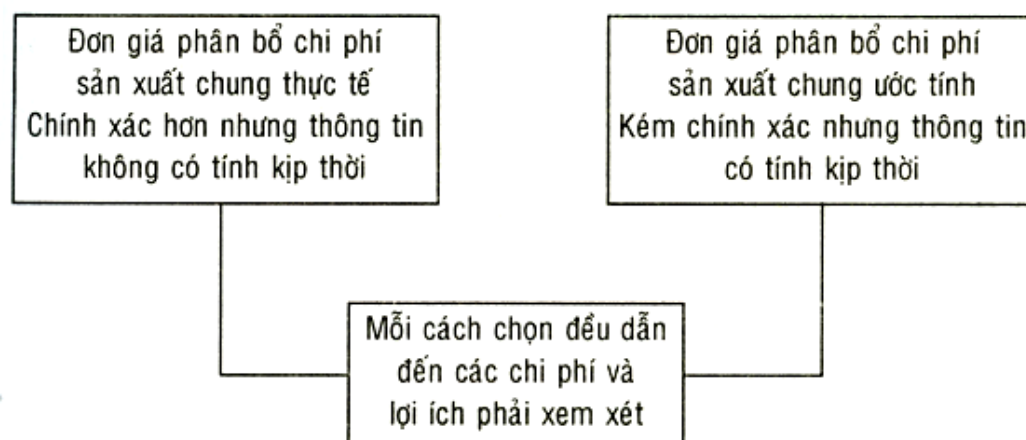 Đơn giá phân bổ chi phí
sản xuất chung thực tế
Chính xác hơn nhưng thông tin
không có tính kịp thời
Đơn giá phân bổ chi phí
sản xuất chung ước tính
Kém chính xác nhưng thông tin
có tính kịp thời
Mỗi cách chọn đều dẫn
đến các chi phí và
lợi ích phải xem xét